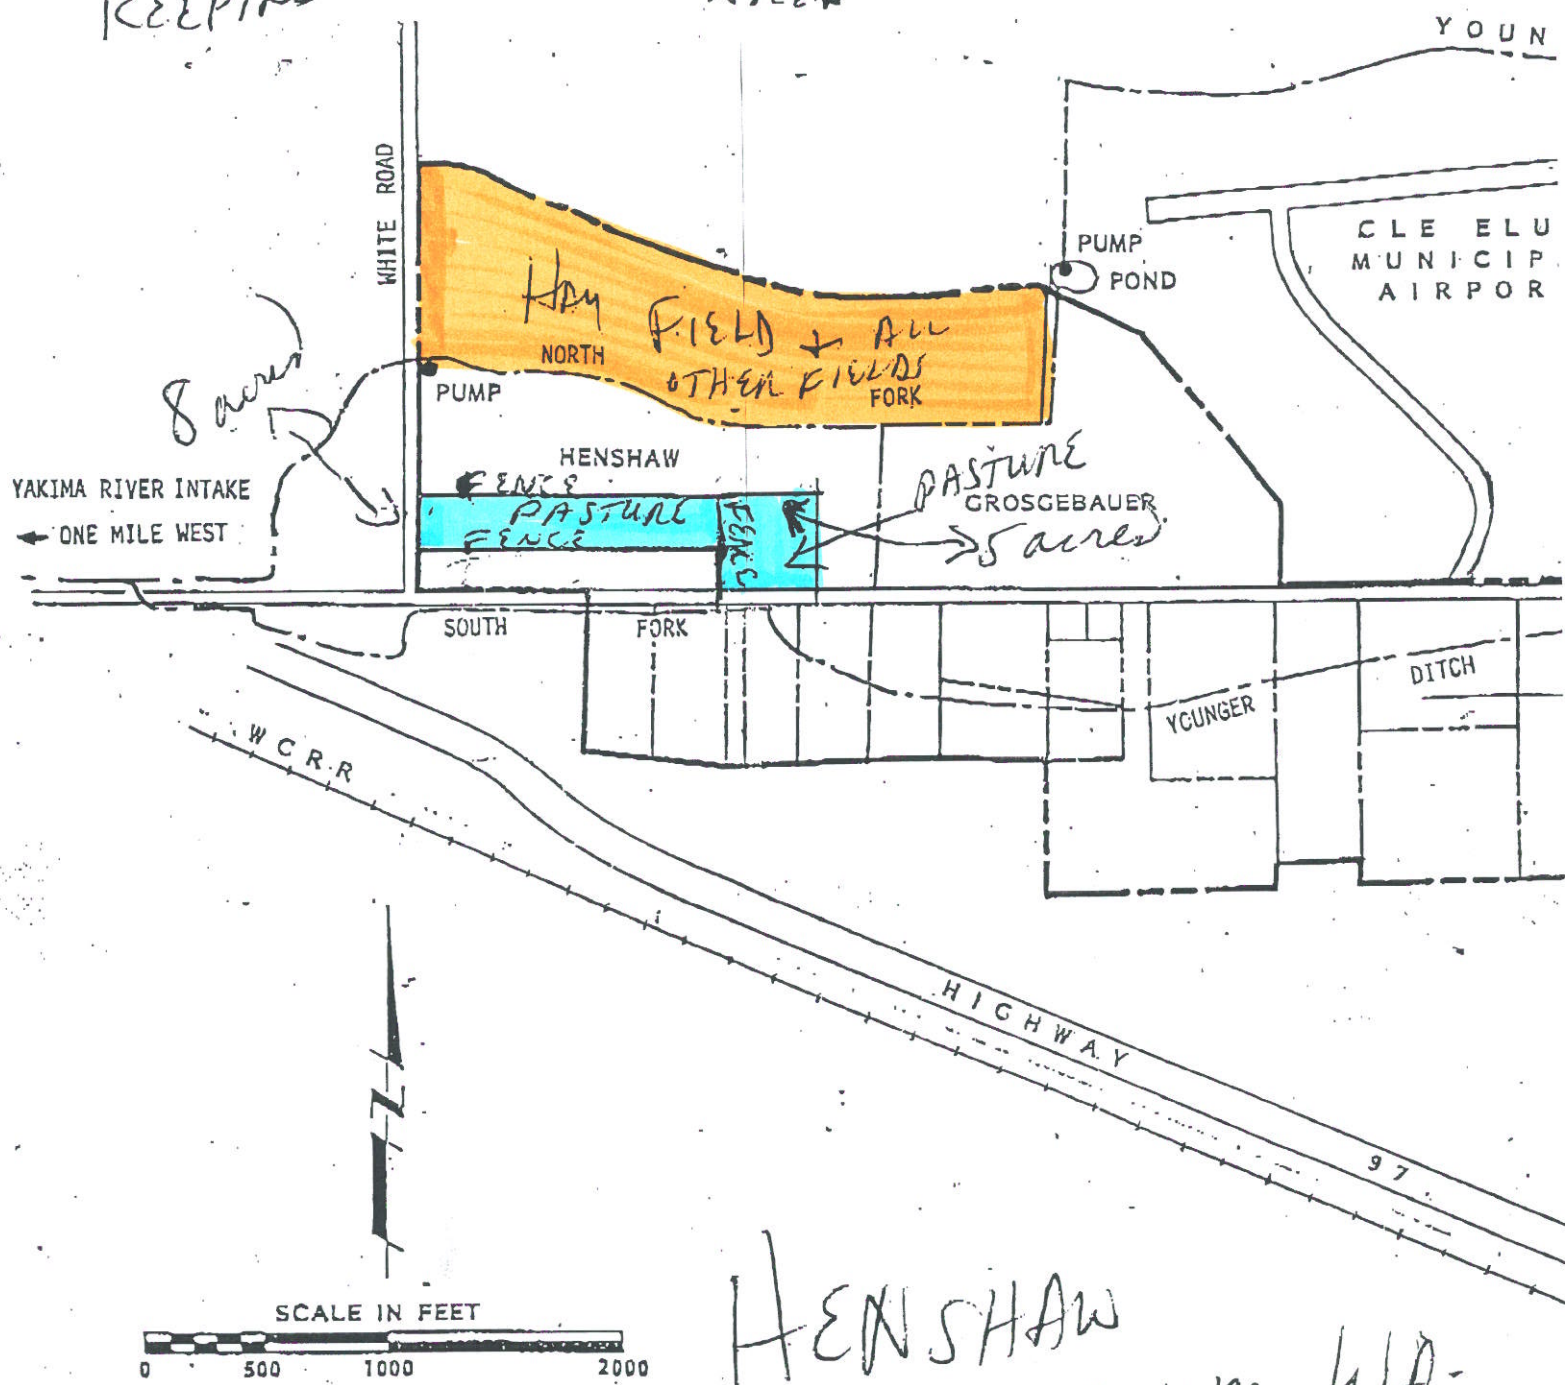 KEEPING
YOUN
WHITE ROAD
PUMP
POND
CLE ELU
MUNICIP
AIRPOR
HAY
FIELD + ALL
OTHER FIELDS
NORTH
FORK
PUMP
8 acres
HENSHAW
PASTURE
GROSGEBAUER
5 acres
YAKIMA RIVER INTAKE
ONE MILE WEST
FENCE
PASTURE
FENCE
FENCE
SOUTH
FORK
DITCH
YOUNGER
W C R.R
HIGHWAY
97
SCALE IN FEET
0 500 1000 2000
HENSHAW
WA-